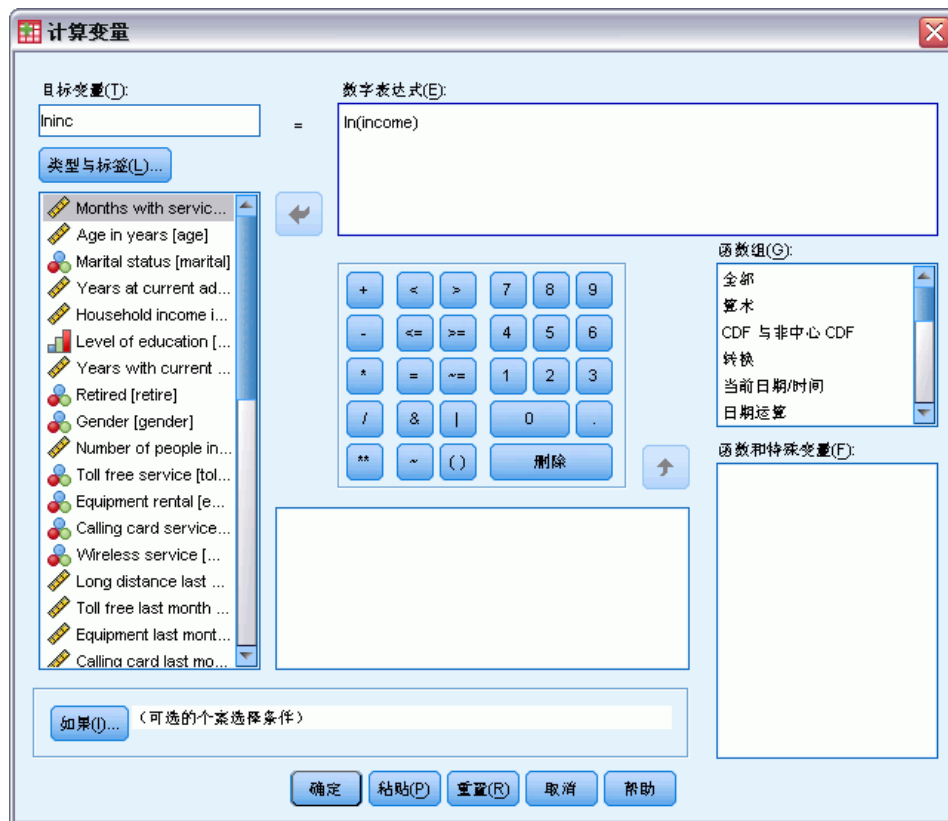 计算变量
目标变量(T):
lninc
=
数字表达式(E):
ln(income)
类型与标签(L)...
Months with servic...
Age in years [age]
Marital status [marital]
Years at current ad...
Household income i...
Level of education [...
Years with current ...
Retired [retire]
Gender [gender]
Number of people in...
Toll free service [tol...
Equipment rental [e...
Calling card service...
Wireless service [...
Long distance last ...
Toll free last month ...
Equipment last mont...
Calling card last mo...
+ < > 7 8 9
- <= >= 4 5 6
* = ~= 1 2 3
/ & | 0 .
** ~ ( ) 删除
函数组(G):
全部
算术
CDF 与非中心 CDF
转换
当前日期/时间
日期运算
函数和特殊变量(F):
如果(I)...
（可选的个案选择条件）
确定 粘贴(P) 重置(R) 取消 帮助